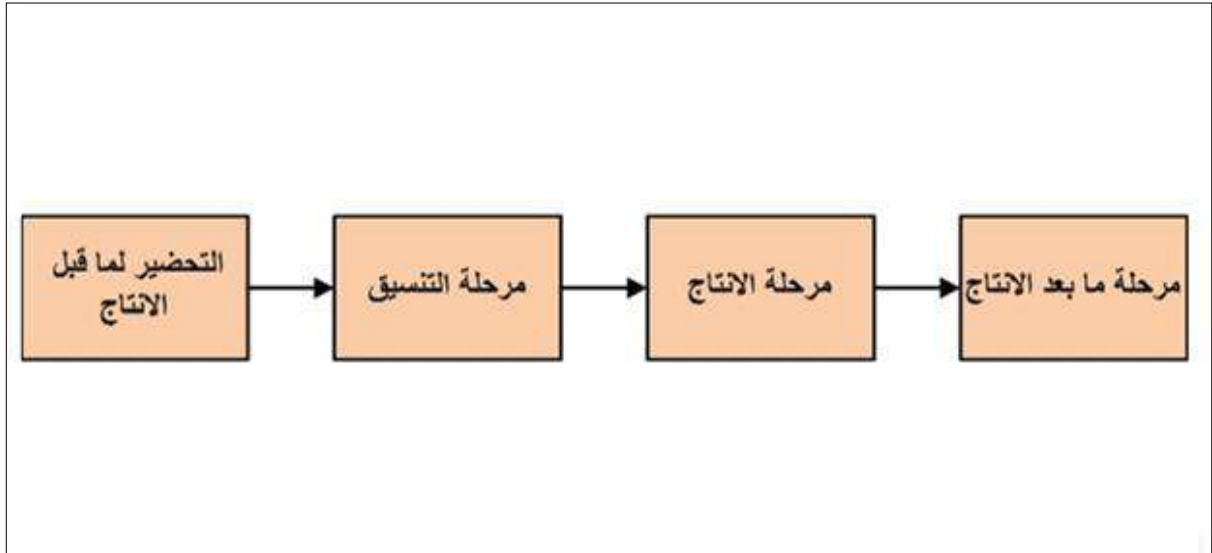 التحضير لما قبل
الانتاج
مرحلة التنسيق
مرحلة الانتاج
مرحلة ما بعد الانتاج